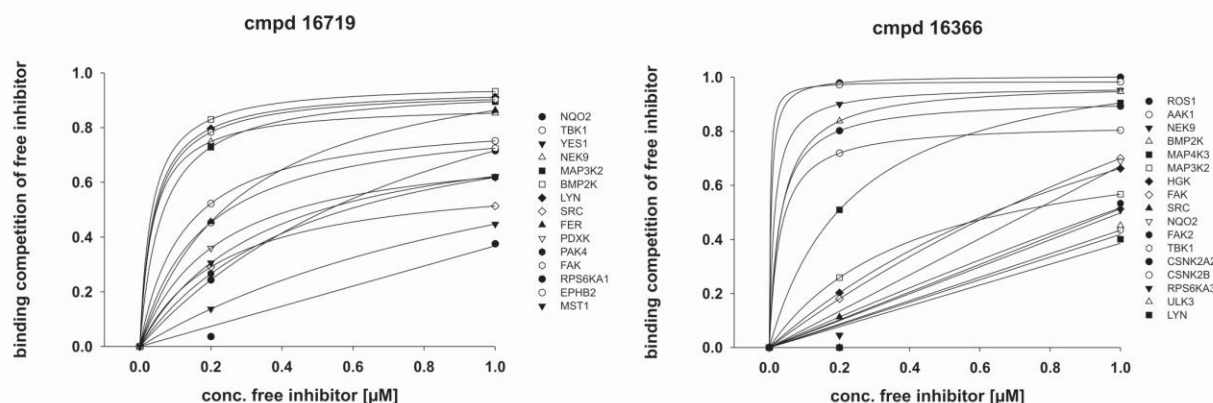 cmpd 16719
binding competition of free inhibitor
1.0
0.8
0.6
0.4
0.2
0.0
0.0 0.2 0.4 0.6 0.8 1.0
conc. free inhibitor [µM]
NQO2
TBK1
YES1
NEK9
MAP3K2
BMP2K
LYN
SRC
FER
PDXK
PAK4
FAK
RPS6KA1
EPHB2
MST1
cmpd 16366
binding competition of free inhibitor
1.0
0.8
0.6
0.4
0.2
0.0
0.0 0.2 0.4 0.6 0.8 1.0
conc. free inhibitor [µM]
ROS1
AAK1
NEK9
BMP2K
MAP4K3
MAP3K2
HGK
FAK
SRC
NQO2
FAK2
TBK1
CSNK2A2
CSNK2B
RPS6KA3
ULK3
LYN